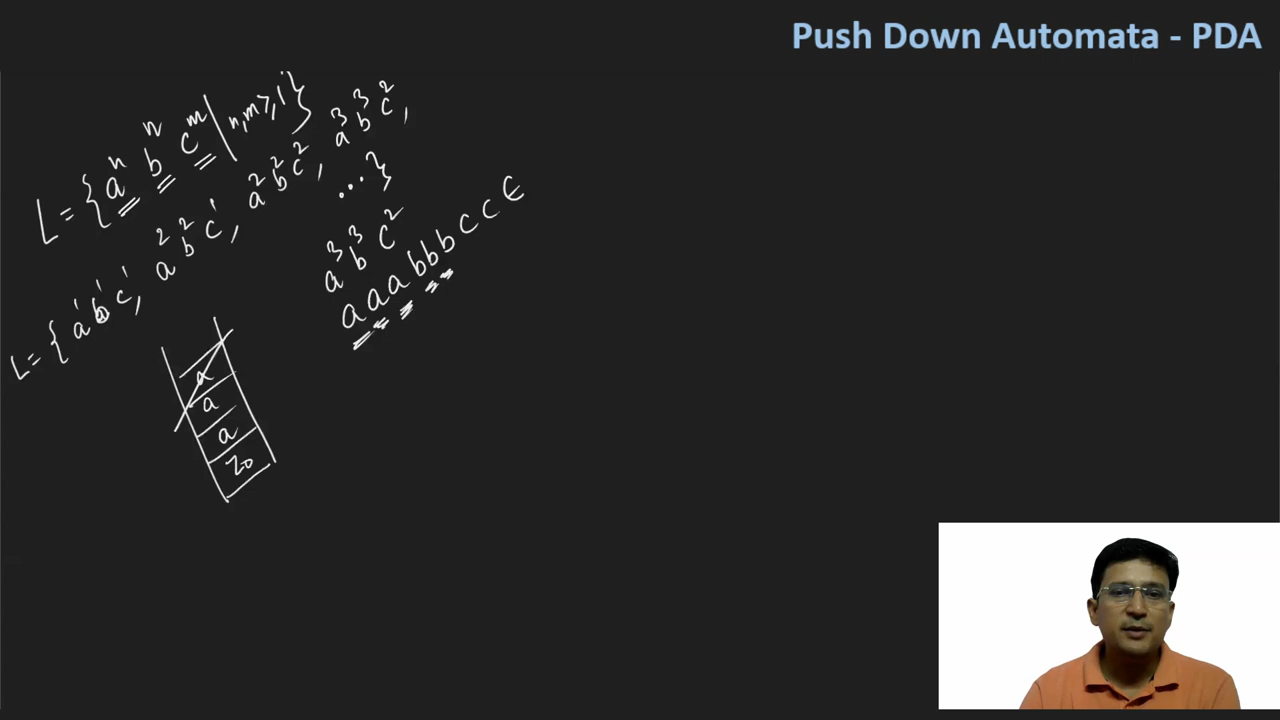 Push Down Automata - PDA
L = {aⁿ bⁿ cᵐ | n,m ≥ 1}
L = {a¹b¹c¹, a²b²c¹, a²b²c², a³b³c²,
...}
a³b³c²
aaabbbccϵ
a
a
a
z₀